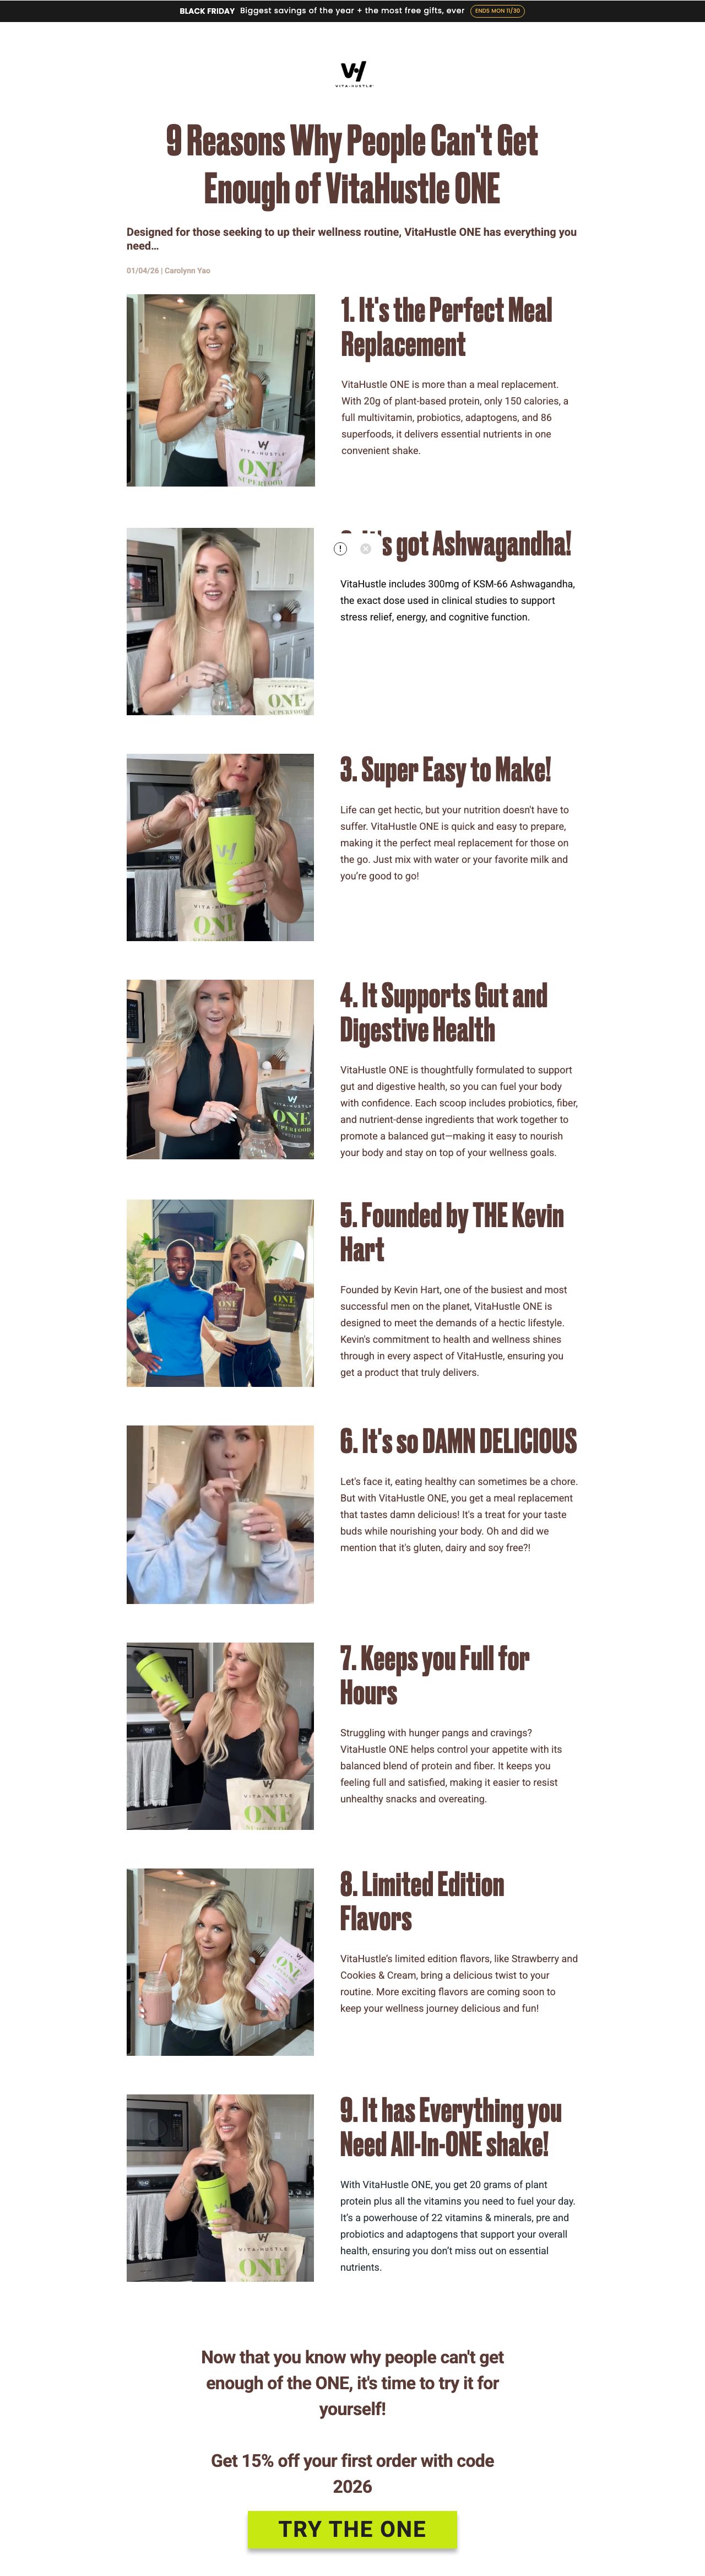 BLACK FRIDAY Biggest savings of the year + the most free gifts, ever ENDS MON 11/30
VITA-HUSTLE
9 Reasons Why People Can't Get
Enough of VitaHustle ONE
Designed for those seeking to up their wellness routine, VitaHustle ONE has everything you
need...
01/04/26 | Carolynn Yao
1. It's the Perfect Meal
Replacement
VitaHustle ONE is more than a meal replacement.
With 20g of plant-based protein, only 150 calories, a
full multivitamin, probiotics, adaptogens, and 86
superfoods, it delivers essential nutrients in one
convenient shake.
VITA-HUSTLE
ONE
SUPERFOOD
got Ashwagandha!
VitaHustle includes 300mg of KSM-66 Ashwagandha,
the exact dose used in clinical studies to support
stress relief, energy, and cognitive function.
VITA-HUSTLE
ONE
SUPERFOOD
3. Super Easy to Make!
Life can get hectic, but your nutrition doesn't have to
suffer. VitaHustle ONE is quick and easy to prepare,
making it the perfect meal replacement for those on
the go. Just mix with water or your favorite milk and
you're good to go!
ONE
4. It Supports Gut and
Digestive Health
VitaHustle ONE is thoughtfully formulated to support
gut and digestive health, so you can fuel your body
with confidence. Each scoop includes probiotics, fiber,
and nutrient-dense ingredients that work together to
promote a balanced gut—making it easy to nourish
your body and stay on top of your wellness goals.
VITA-HUSTLE
ONE
5. Founded by THE Kevin
Hart
Founded by Kevin Hart, one of the busiest and most
successful men on the planet, VitaHustle ONE is
designed to meet the demands of a hectic lifestyle.
Kevin's commitment to health and wellness shines
through in every aspect of VitaHustle, ensuring you
get a product that truly delivers.
ONE
ONE
6. It's so DAMN DELICIOUS
Let's face it, eating healthy can sometimes be a chore.
But with VitaHustle ONE, you get a meal replacement
that tastes damn delicious! It's a treat for your taste
buds while nourishing your body. Oh and did we
mention that it's gluten, dairy and soy free?!
7. Keeps you Full for
Hours
Struggling with hunger pangs and cravings?
VitaHustle ONE helps control your appetite with its
balanced blend of protein and fiber. It keeps you
feeling full and satisfied, making it easier to resist
unhealthy snacks and overeating.
VITA-HUSTLE
ONE
8. Limited Edition
Flavors
VitaHustle's limited edition flavors, like Strawberry and
Cookies & Cream, bring a delicious twist to your
routine. More exciting flavors are coming soon to
keep your wellness journey delicious and fun!
ONE
9. It has Everything you
Need All-In-ONE shake!
With VitaHustle ONE, you get 20 grams of plant
protein plus all the vitamins you need to fuel your day.
It's a powerhouse of 22 vitamins & minerals, pre and
probiotics and adaptogens that support your overall
health, ensuring you don't miss out on essential
nutrients.
VITA-HUSTLE
ONE
Now that you know why people can't get
enough of the ONE, it's time to try it for
yourself!
Get 15% off your first order with code
2026
TRY THE ONE